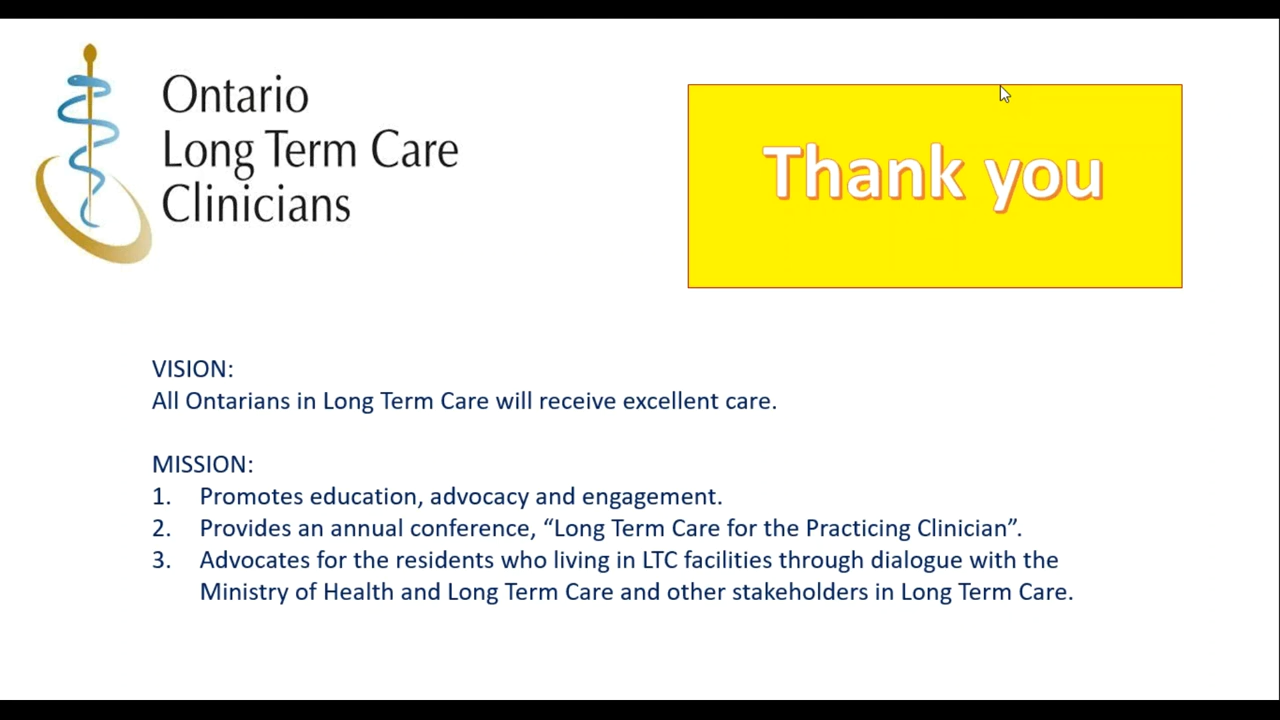 Ontario
Long Term Care
Clinicians
Thank you
VISION:
All Ontarians in Long Term Care will receive excellent care.
MISSION:
1. Promotes education, advocacy and engagement.
2. Provides an annual conference, “Long Term Care for the Practicing Clinician”.
3. Advocates for the residents who living in LTC facilities through dialogue with the
Ministry of Health and Long Term Care and other stakeholders in Long Term Care.